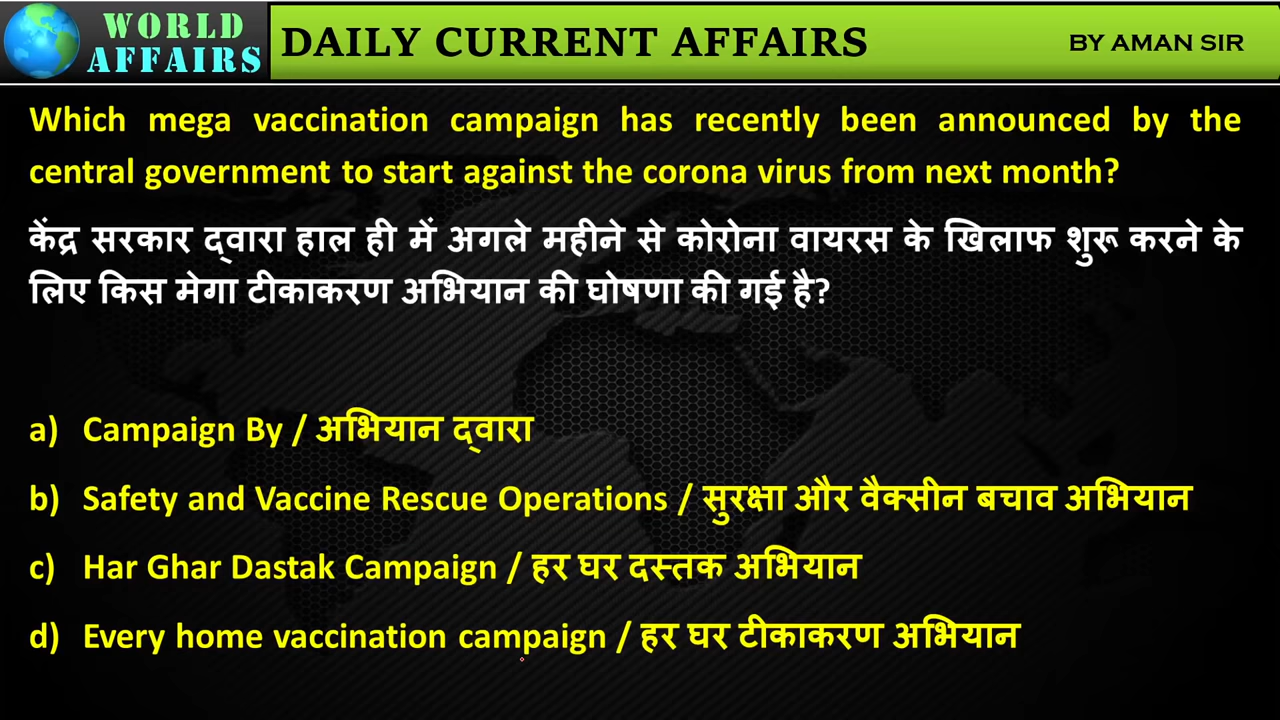 WORLD
AFFAIRS
DAILY CURRENT AFFAIRS
BY AMAN SIR
Which mega vaccination campaign has recently been announced by the
central government to start against the corona virus from next month?
केंद्र सरकार द्वारा हाल ही में अगले महीने से कोरोना वायरस के खिलाफ शुरू करने के
लिए किस मेगा टीकाकरण अभियान की घोषणा की गई है?
a) Campaign By / अभियान द्वारा
b) Safety and Vaccine Rescue Operations / सुरक्षा और वैक्सीन बचाव अभियान
c) Har Ghar Dastak Campaign / हर घर दस्तक अभियान
d) Every home vaccination campaign / हर घर टीकाकरण अभियान